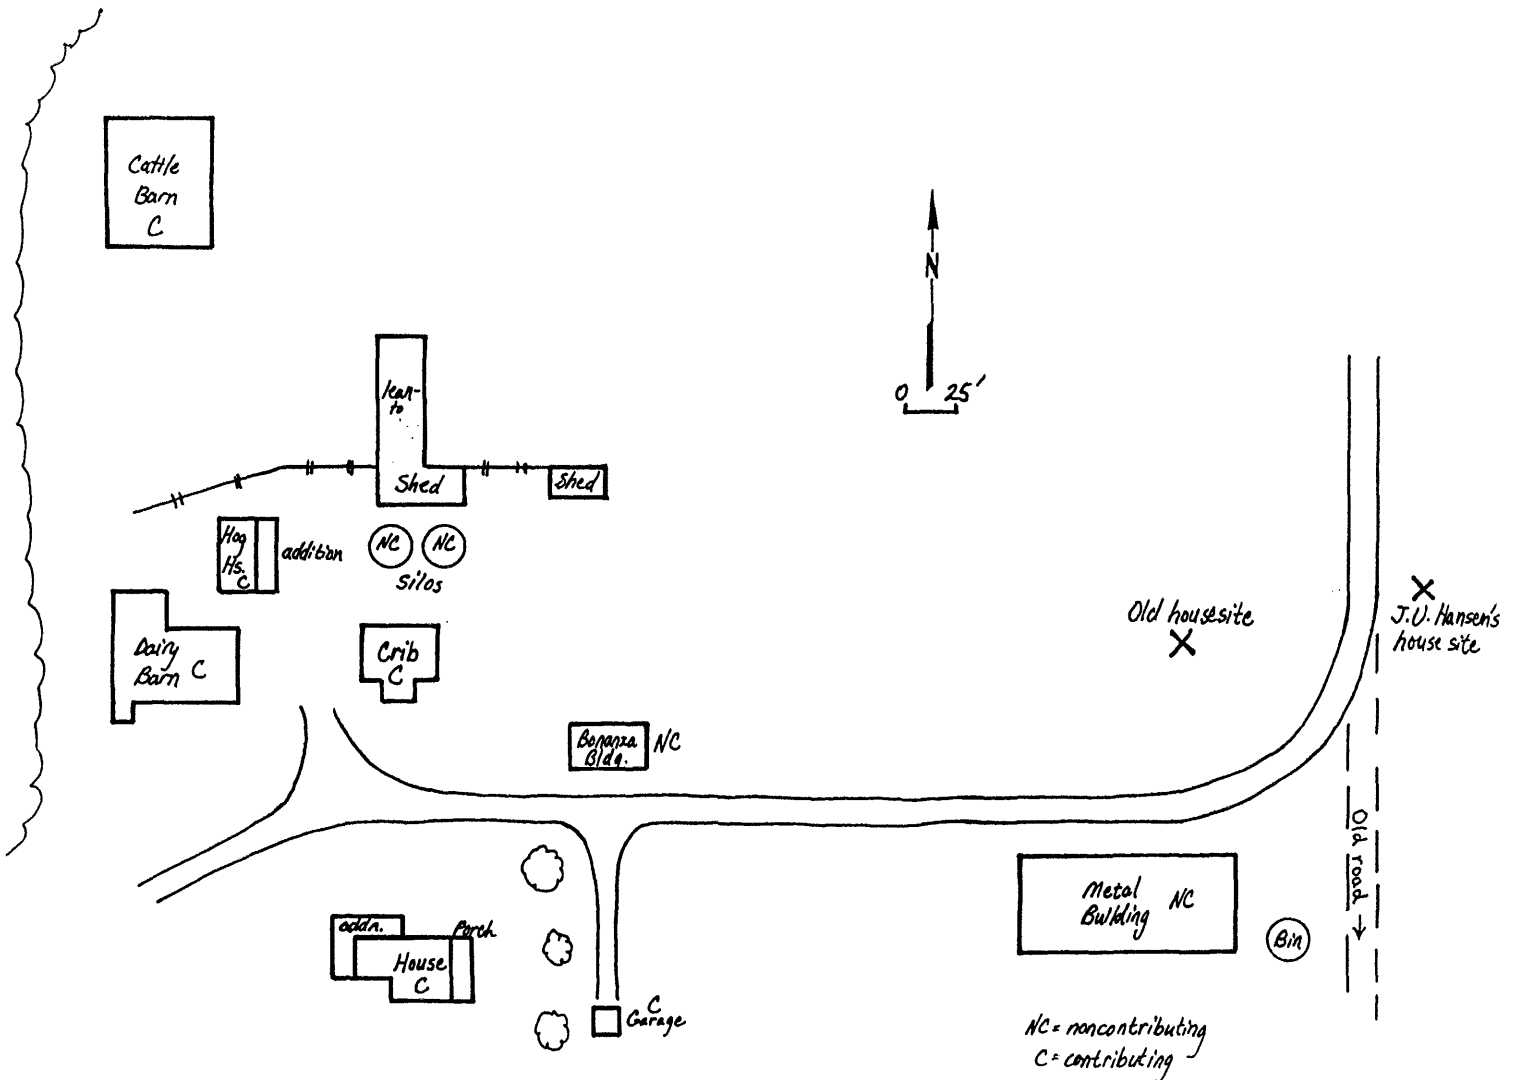 Cattle
Barn
C
N
0 25'
lean-
to
Shed
Shed
Hog
Hs.
C
addition
NC
NC
Silos
Old housesite
J.U. Hansen's
house site
Dairy
Barn C
Crib
C
Bonanza
Bldg.
NC
Old road
Metal
Building
NC
Bin
addn.
Porch
House
C
C
Garage
NC = noncontributing
C = contributing